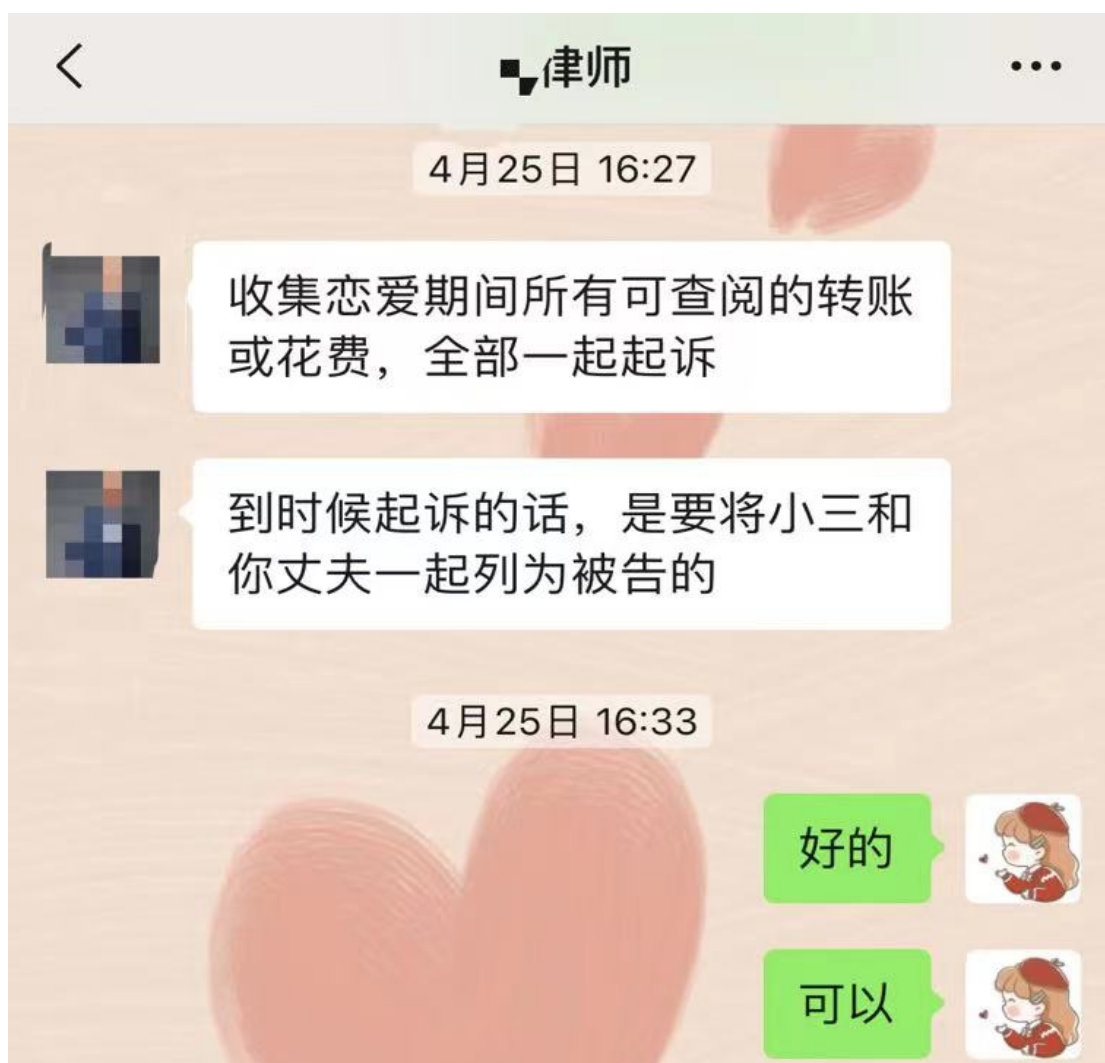 律师
4月25日 16:27
收集恋爱期间所有可查阅的转账
或花费，全部一起起诉
到时候起诉的话，是要将小三和
你丈夫一起列为被告的
4月25日 16:33
好的
可以